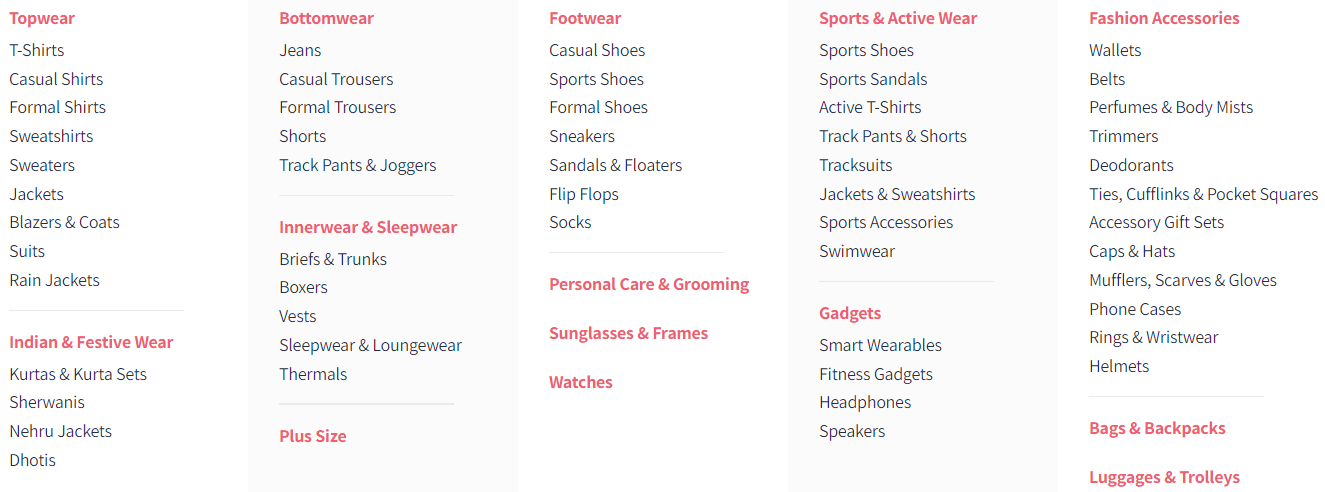 Topwear
T-Shirts
Casual Shirts
Formal Shirts
Sweatshirts
Sweaters
Jackets
Blazers & Coats
Suits
Rain Jackets
Indian & Festive Wear
Kurtas & Kurta Sets
Sherwanis
Nehru Jackets
Dhotis
Bottomwear
Jeans
Casual Trousers
Formal Trousers
Shorts
Track Pants & Joggers
Innerwear & Sleepwear
Briefs & Trunks
Boxers
Vests
Sleepwear & Loungewear
Thermals
Plus Size
Footwear
Casual Shoes
Sports Shoes
Formal Shoes
Sneakers
Sandals & Floaters
Flip Flops
Socks
Personal Care & Grooming
Sunglasses & Frames
Watches
Sports & Active Wear
Sports Shoes
Sports Sandals
Active T-Shirts
Track Pants & Shorts
Tracksuits
Jackets & Sweatshirts
Sports Accessories
Swimwear
Gadgets
Smart Wearables
Fitness Gadgets
Headphones
Speakers
Fashion Accessories
Wallets
Belts
Perfumes & Body Mists
Trimmers
Deodorants
Ties, Cufflinks & Pocket Squares
Accessory Gift Sets
Caps & Hats
Mufflers, Scarves & Gloves
Phone Cases
Rings & Wristwear
Helmets
Bags & Backpacks
Luggages & Trolleys